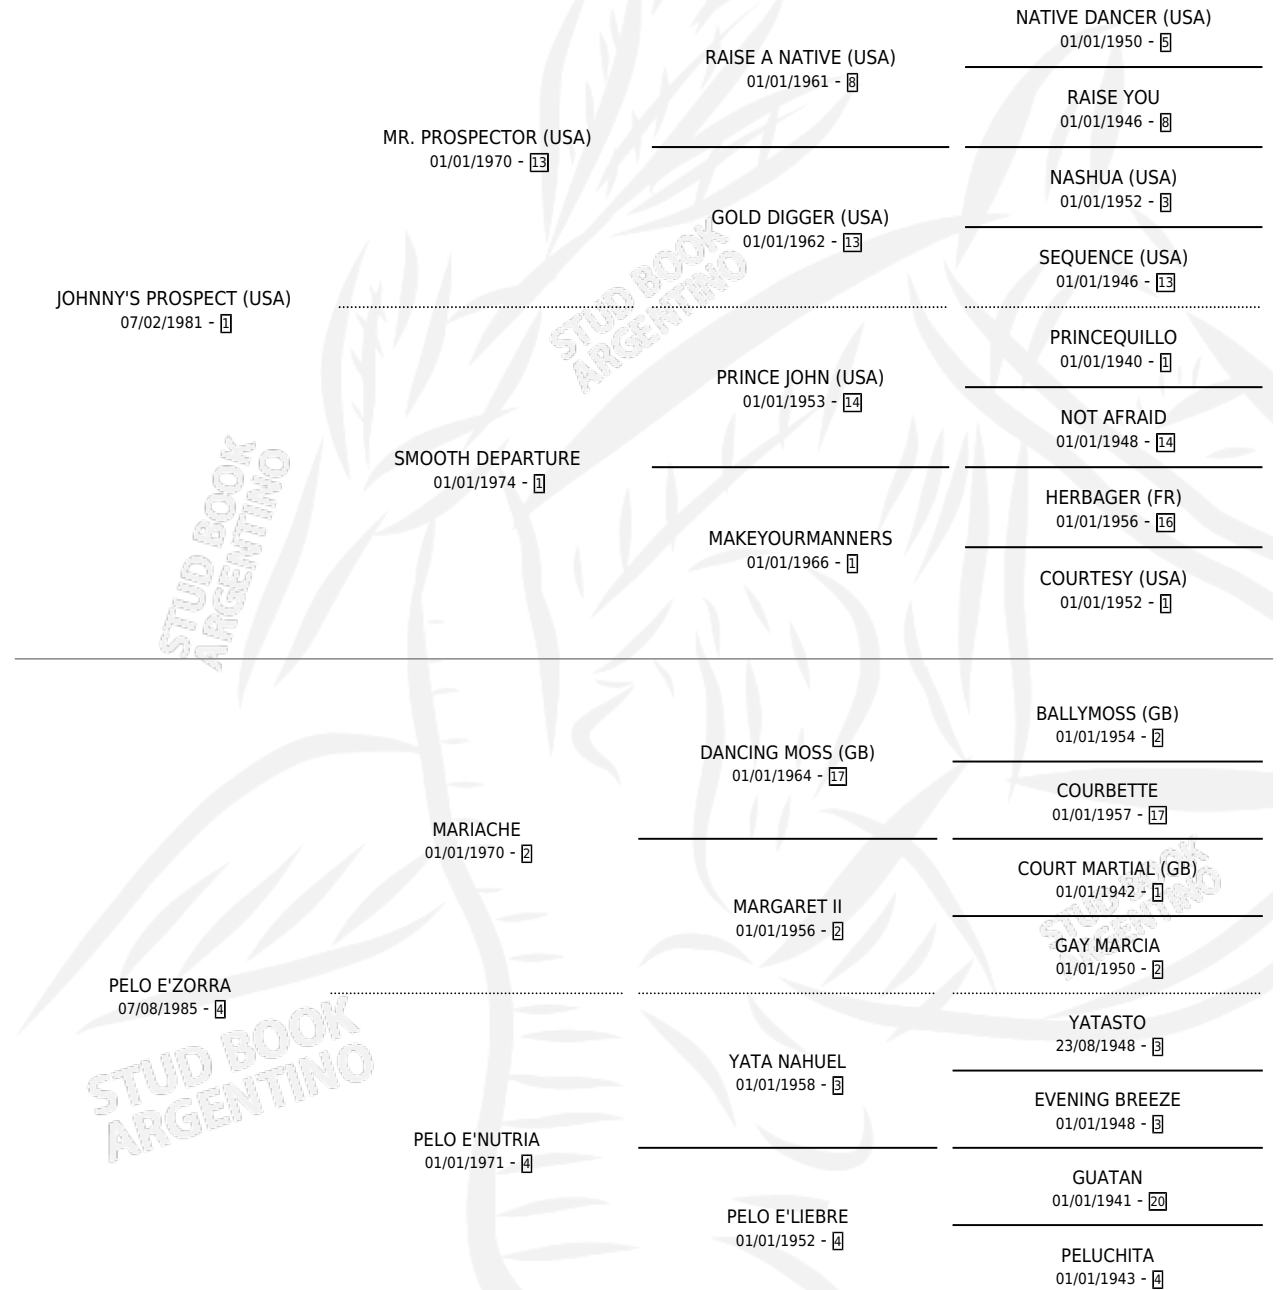 NATIVE DANCER (USA)
01/01/1950 - 5
RAISE A NATIVE (USA)
01/01/1961 - 8
RAISE YOU
01/01/1946 - 8
MR. PROSPECTOR (USA)
01/01/1970 - 13
NASHUA (USA)
01/01/1952 - 3
GOLD DIGGER (USA)
01/01/1962 - 13
SEQUENCE (USA)
01/01/1946 - 13
JOHNNY'S PROSPECT (USA)
07/02/1981 - 1
PRINCEQUILLO
01/01/1940 - 1
PRINCE JOHN (USA)
01/01/1953 - 14
NOT AFRAID
01/01/1948 - 14
SMOOTH DEPARTURE
01/01/1974 - 1
HERBAGER (FR)
01/01/1956 - 16
MAKEYOURMANNERS
01/01/1966 - 1
COURTESY (USA)
01/01/1952 - 1
BALLYMOSS (GB)
01/01/1954 - 2
DANCING MOSS (GB)
01/01/1964 - 17
COURBETTE
01/01/1957 - 17
MARIACHE
01/01/1970 - 2
COURT MARTIAL (GB)
01/01/1942 - 1
MARGARET II
01/01/1956 - 2
GAY MARCIA
01/01/1950 - 2
PELO E'ZORRA
07/08/1985 - 4
YATASTO
23/08/1948 - 3
YATA NAHUEL
01/01/1958 - 3
EVENING BREEZE
01/01/1948 - 3
PELO E'NUTRIA
01/01/1971 - 4
GUATAN
01/01/1941 - 20
PELO E'LIEBRE
01/01/1952 - 4
PELUCHITA
01/01/1943 - 4
STUD BOOK
ARGENTINO
STUD BOOK
ARGENTINO
STUD BOOK
ARGENTINO
STUD BOOK
ARGENTINO